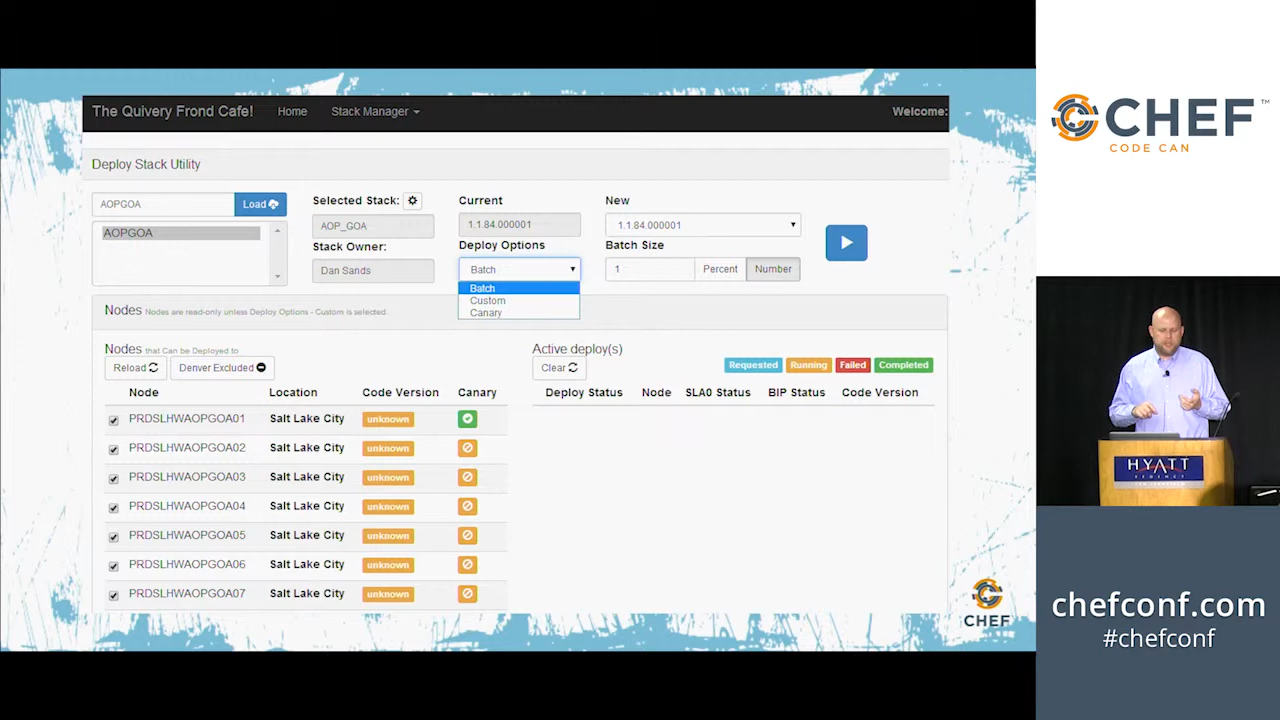 The Quivery Frond Cafe! Home Stack Manager Welcome:
Deploy Stack Utility
AOPGOA Load
AOPGOA
Selected Stack:
AOP_GOA
Stack Owner:
Dan Sands
Current
1.1.84.000001
Deploy Options
Batch
Batch
Custom
Canary
New
1.1.84.000001
Batch Size
1 Percent Number
Nodes Nodes are read-only unless Deploy Options - Custom is selected.
Nodes that Can be Deployed to
Reload Denver Excluded
Node Location Code Version Canary
PRDSLHWAOPGOA01 Salt Lake City unknown
PRDSLHWAOPGOA02 Salt Lake City unknown
PRDSLHWAOPGOA03 Salt Lake City unknown
PRDSLHWAOPGOA04 Salt Lake City unknown
PRDSLHWAOPGOA05 Salt Lake City unknown
PRDSLHWAOPGOA06 Salt Lake City unknown
PRDSLHWAOPGOA07 Salt Lake City unknown
Active deploy(s)
Clear
Requested Running Failed Completed
Deploy Status Node SLA0 Status BIP Status Code Version
CHEF
CHEF™
CODE CAN
HYATT
REGENCY
chefconf.com
#chefconf